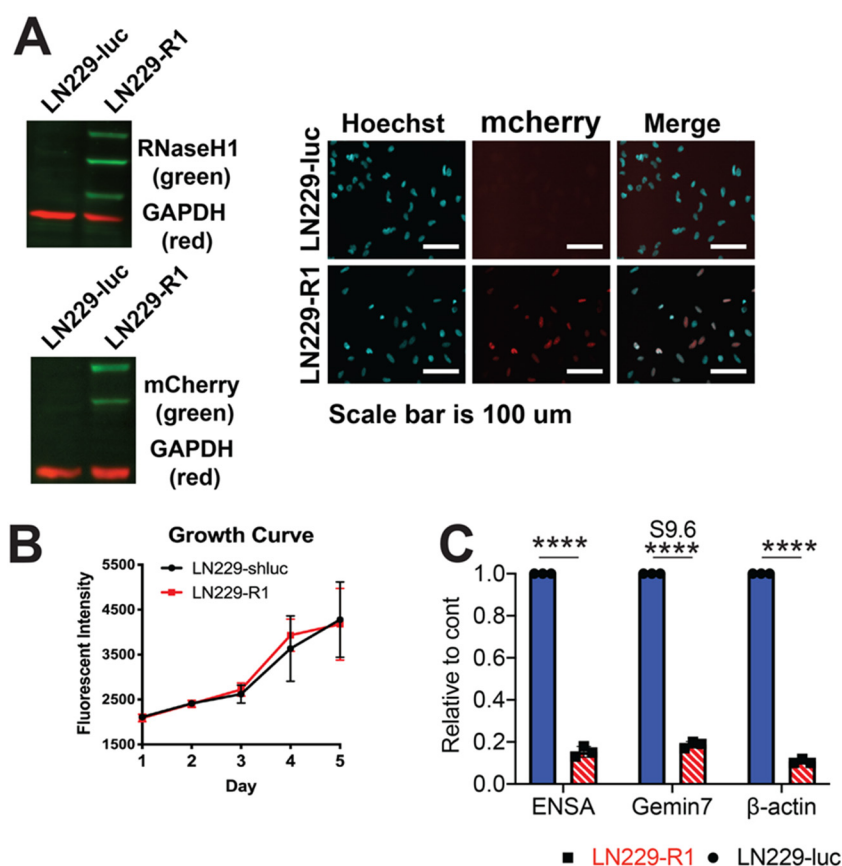 A
LN229-luc
LN229-R1
RNaseH1
(green)
GAPDH
(red)
LN229-luc
LN229-R1
mCherry
(green)
GAPDH
(red)
Hoechst mcherry Merge
LN229-luc
LN229-R1
Scale bar is 100 um
B
Growth Curve
LN229-shluc
LN229-R1
Fluorescent Intensity
5500
4500
3500
2500
1500
1 2 3 4 5
Day
C
S9.6
**** **** ****
Relative to cont
1.0
0.8
0.6
0.4
0.2
0.0
ENSA Gemin7 β-actin
LN229-R1 LN229-luc